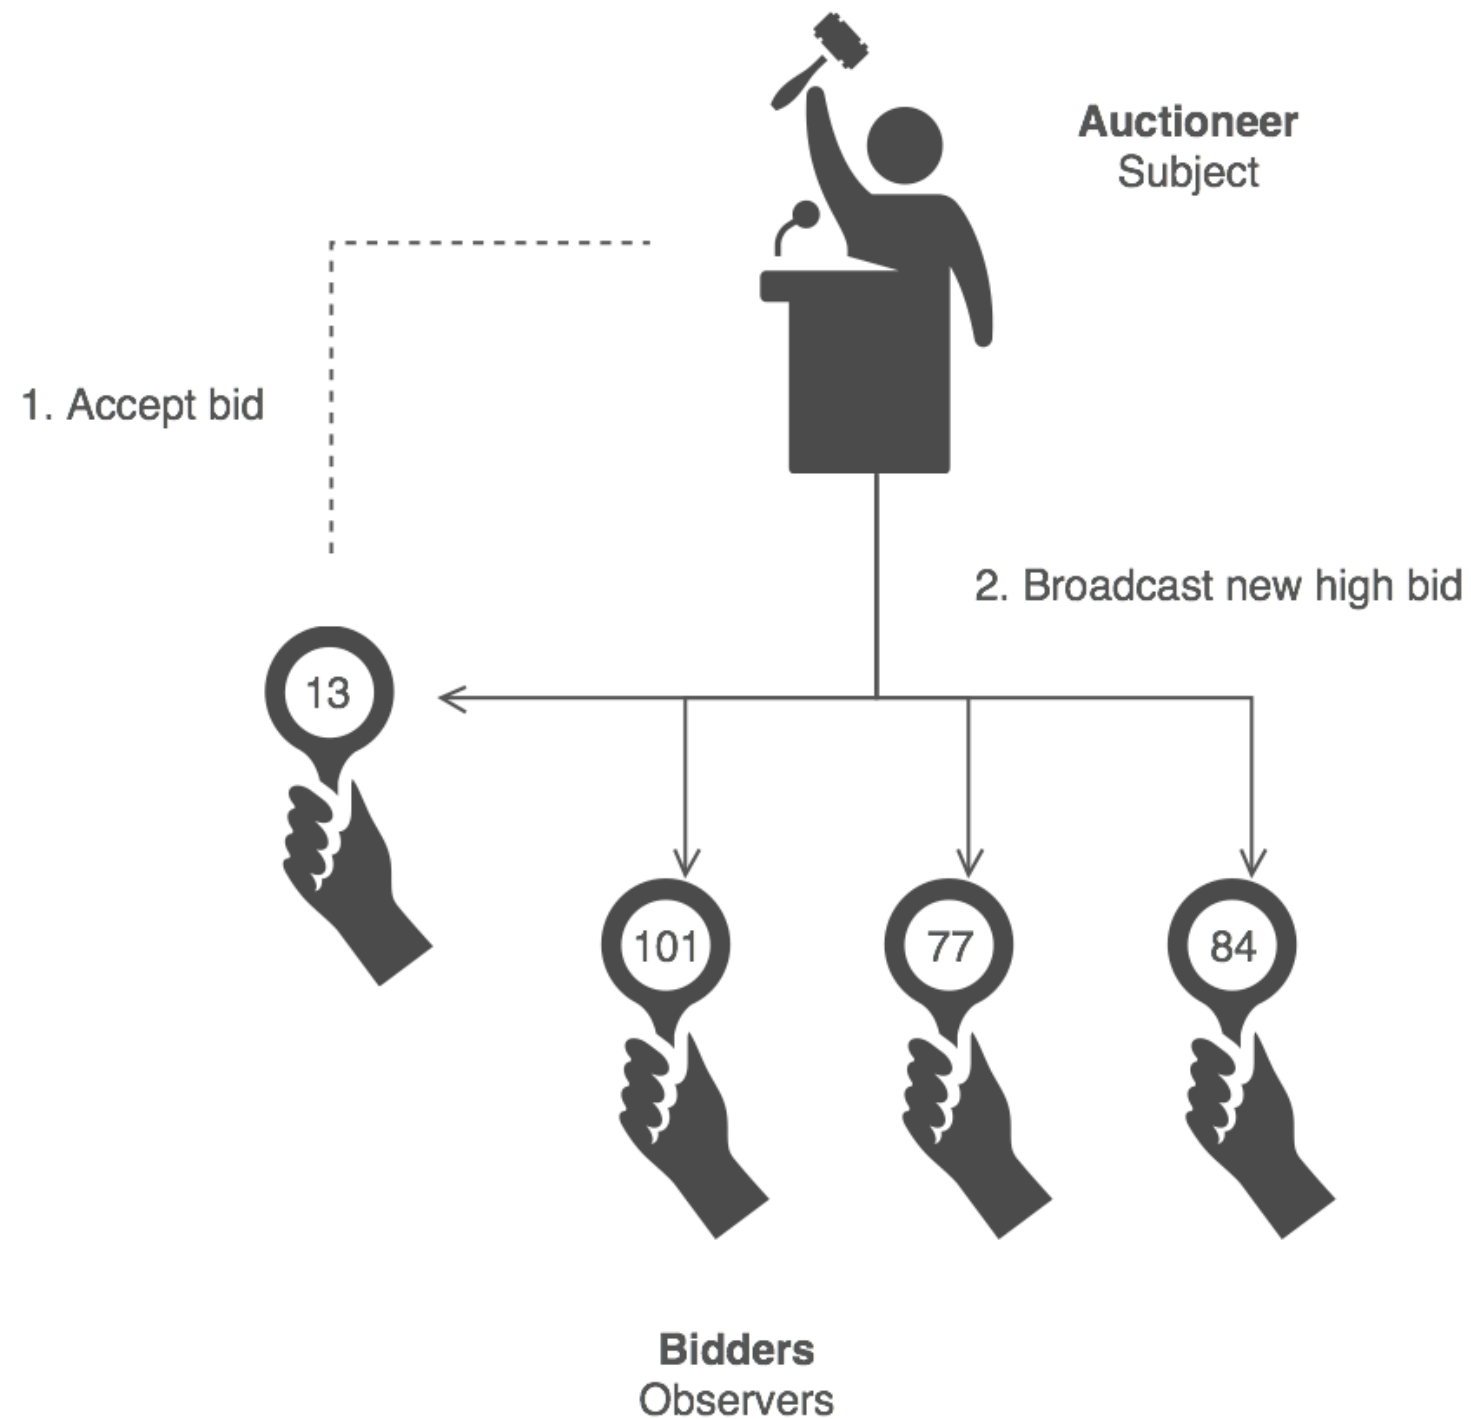 Auctioneer
Subject
1. Accept bid
2. Broadcast new high bid
13
101
77
84
Bidders
Observers